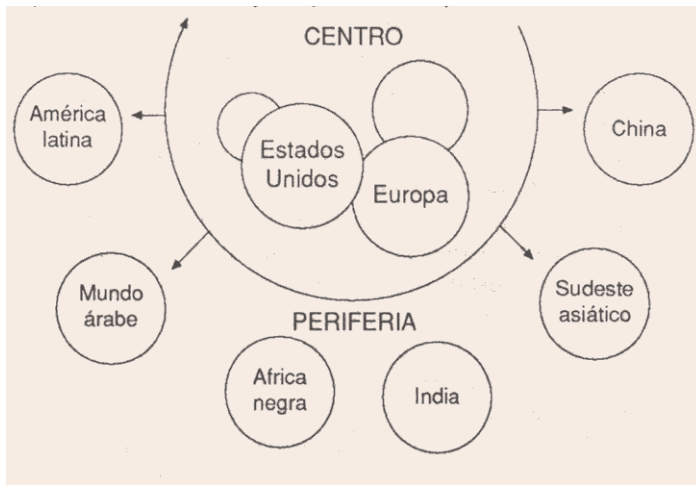 CENTRO
América
latina
China
Estados
Unidos
Europa
Mundo
árabe
Sudeste
asiático
PERIFERIA
Africa
negra
India